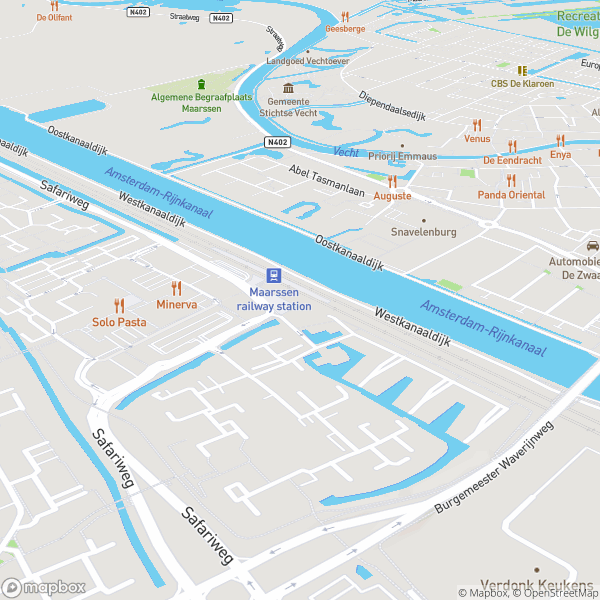 De Olifant
Straatweg
N402
N402
Straatweg
Geesberge
Recreat
De Wilg
Landgoed Vechtoever
Europ
CBS De Klaroen
Algemene Begraafplaats
Maarssen
Gemeente
Stichtse Vecht
Diependaalsedijk
Oostkanaaldijk
naaldijk
N402
Vecht
Venus
De Eendracht
Enya
Priorij Emmaus
Abel Tasmanlaan
Safariweg
Amsterdam-Rijnkanaal
Westkanaaldijk
Auguste
Panda Oriental
Snavelenburg
Oostkanaaldijk
Automobie
De Zwaa
Maarssen
railway station
Minerva
Solo Pasta
Westkanaaldijk
Amsterdam-Rijnkanaal
Safariweg
Safariweg
Burgemeester Waverijnweg
Verdonk Keukens
mapbox
© Mapbox, © OpenStreetMap